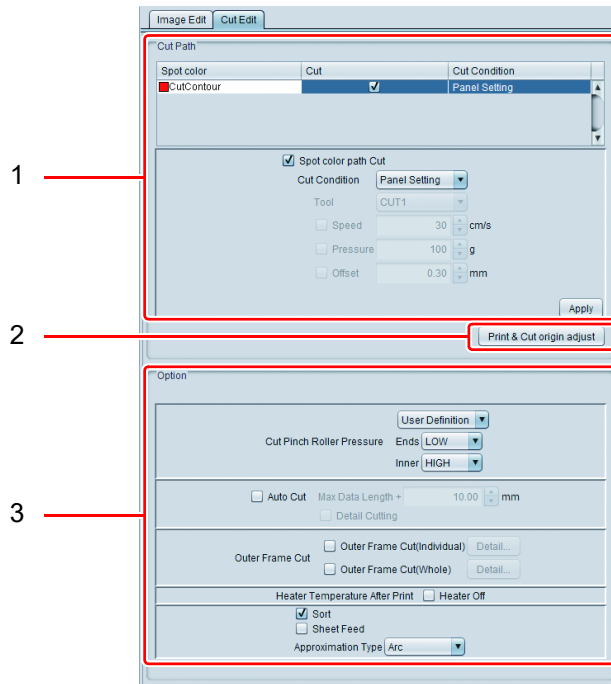 Image Edit Cut Edit
Cut Path
Spot color Cut Cut Condition
CutContour Panel Setting
1
Spot color path Cut
Cut Condition Panel Setting
Tool CUT1
Speed 30 cm/s
Pressure 100 g
Offset 0.30 mm
Apply
2
Print & Cut origin adjust
Option
User Definition
Cut Pinch Roller Pressure Ends LOW
Inner HIGH
3
Auto Cut Max Data Length + 10.00 mm
Detail Cutting
Outer Frame Cut
Outer Frame Cut(Individual) Detail...
Outer Frame Cut(Whole) Detail...
Heater Temperature After Print Heater Off
Sort
Sheet Feed
Approximation Type Arc